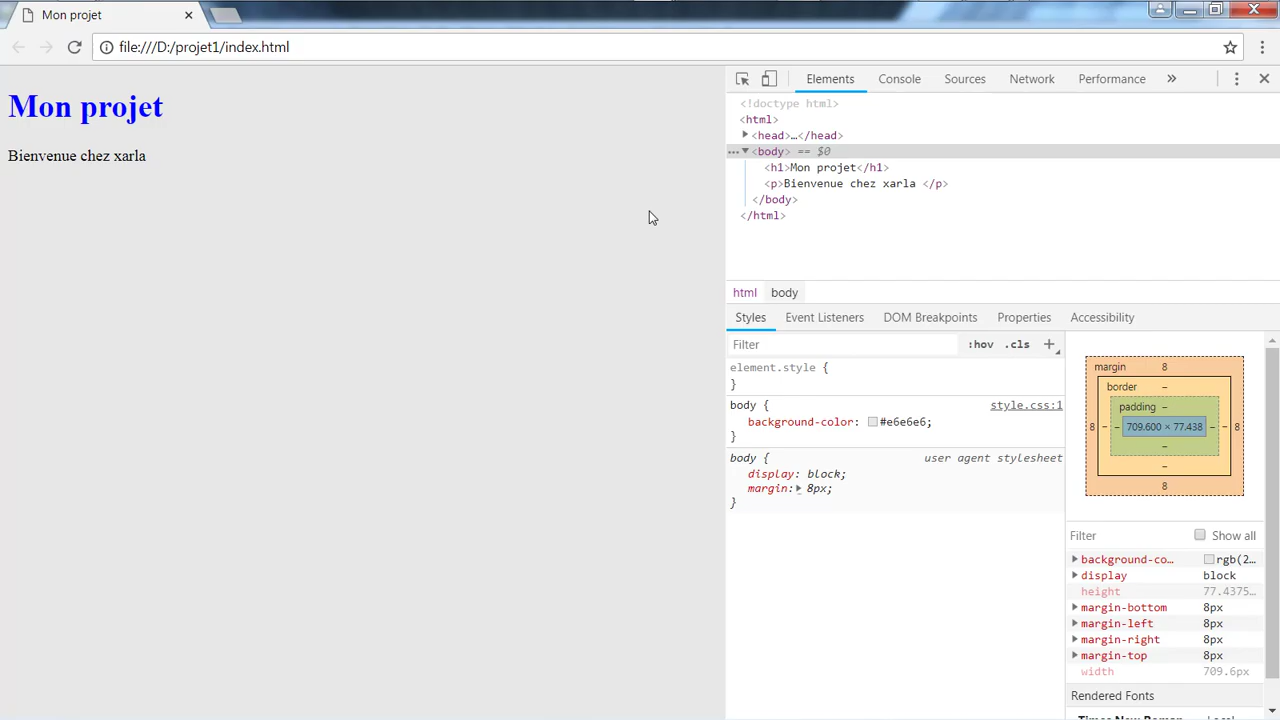 Mon projet
file:///D:/projet1/index.html
Mon projet
Bienvenue chez xarla
Elements Console Sources Network Performance »
<!doctype html>
<html>
<head>…</head>
<body> == $0
<h1>Mon projet</h1>
<p>Bienvenue chez xarla </p>
</body>
</html>
html body
Styles Event Listeners DOM Breakpoints Properties Accessibility
Filter :hov .cls +
element.style {
}
body { style.css:1
background-color: #e6e6e6;
}
body { user agent stylesheet
display: block;
margin: 8px;
}
margin 8
border –
padding –
8 – – 709.600 × 77.438 – – 8
–
–
8
Filter Show all
background-co… rgb(2…
display block
height 77.4375…
margin-bottom 8px
margin-left 8px
margin-right 8px
margin-top 8px
width 709.6px
Rendered Fonts
Times New Roman